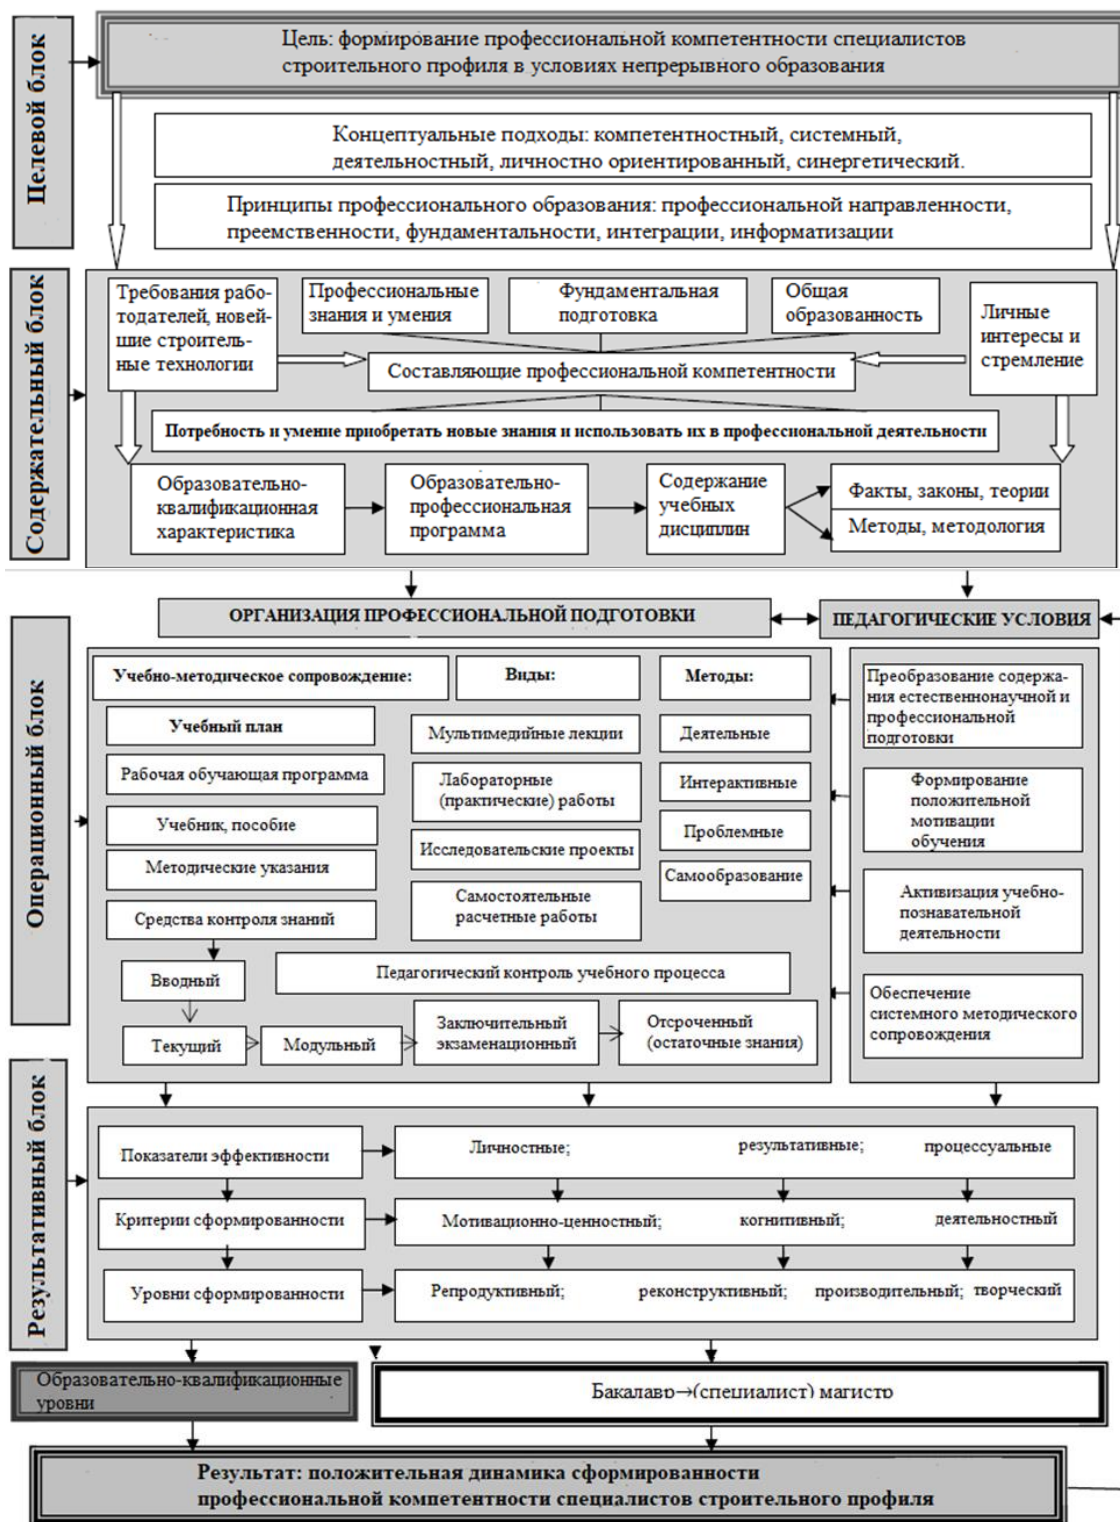 Целевой блок
Цель: формирование профессиональной компетентности специалистов
строительного профиля в условиях непрерывного образования
Концептуальные подходы: компетентностный, системный,
деятельностный, личностно ориентированный, синергетический.
Принципы профессионального образования: профессиональной направленности,
преемственности, фундаментальности, интеграции, информатизации
Содержательный блок
Требования рабо-
тодателей, новей-
шие строитель-
ные технологии
Профессиональные
знания и умения
Фундаментальная
подготовка
Общая
образованность
Личные
интересы и
стремление
Составляющие профессиональной компетентности
Потребность и умение приобретать новые знания и использовать их в профессиональной деятельности
Образовательно-
квалификационная
характеристика
Образовательно-
профессиональная
программа
Содержание
учебных
дисциплин
Факты, законы, теории
Методы, методология
Операционный блок
ОРГАНИЗАЦИЯ ПРОФЕССИОНАЛЬНОЙ ПОДГОТОВКИ
ПЕДАГОГИЧЕСКИЕ УСЛОВИЯ
Учебно-методическое сопровождение:
Учебный план
Рабочая обучающая программа
Учебник, пособие
Методические указания
Средства контроля знаний
Виды:
Мультимедийные лекции
Лабораторные
(практические) работы
Исследовательские проекты
Самостоятельные
расчетные работы
Методы:
Деятельные
Интерактивные
Проблемные
Самообразование
Преобразование содержа-
ния естественнонаучной и
профессиональной
подготовки
Формирование
положительной
мотивации
обучения
Активизация учебно-
познавательной
деятельности
Обеспечение
системного методического
сопровождения
Педагогический контроль учебного процесса
Вводный
Текущий
Модульный
Заключительный
экзаменационный
Отсроченный
(остаточные знания)
Результативный блок
Показатели эффективности
Личностные; результативные; процессуальные
Критерии сформированности
Мотивационно-ценностный; когнитивный; деятельностный
Уровни сформированности
Репродуктивный; реконструктивный; производительный; творческий
Образовательно-квалификационные
уровни
Бакалавр→(специалист) магистр
Результат: положительная динамика сформированности
профессиональной компетентности специалистов строительного профиля